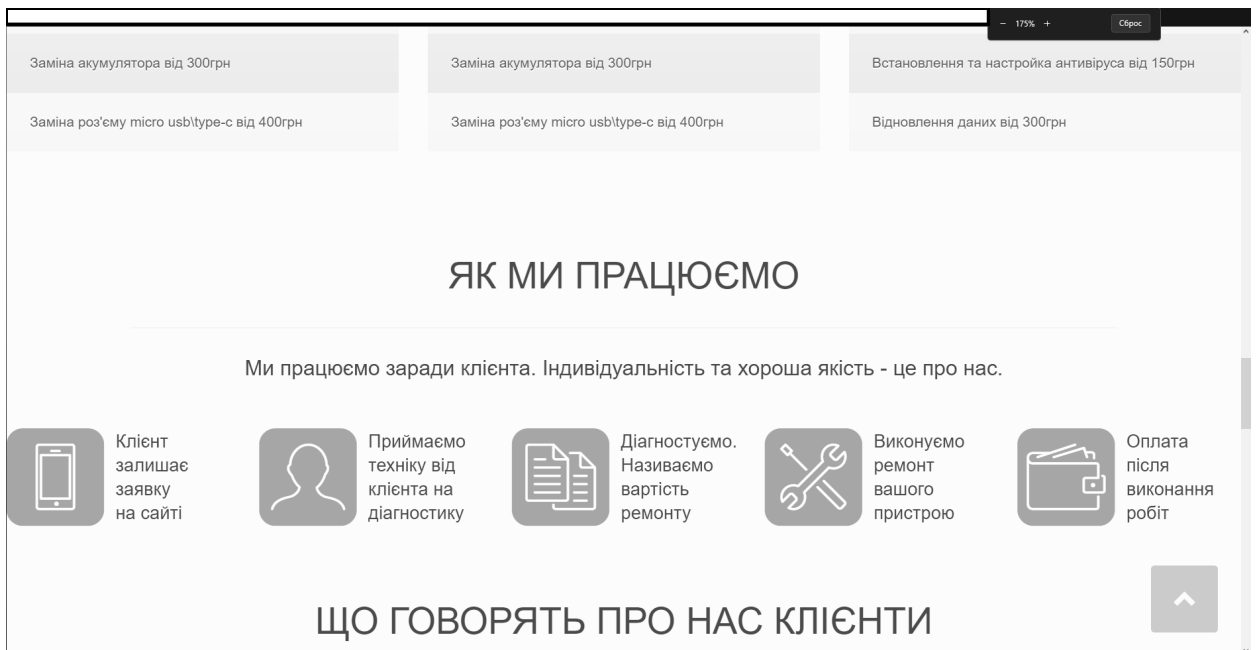 − 175% + Сброс
Заміна акумулятора від 300грн
Заміна акумулятора від 300грн
Встановлення та настройка антивіруса від 150грн
Заміна роз'єму micro usb\type-c від 400грн
Заміна роз'єму micro usb\type-c від 400грн
Відновлення даних від 300грн
ЯК МИ ПРАЦЮЄМО
Ми працюємо заради клієнта. Індивідуальність та хороша якість - це про нас.
Клієнт
залишає
заявку
на сайті
Приймаємо
техніку від
клієнта на
діагностику
Діагностуємо.
Називаємо
вартість
ремонту
Виконуємо
ремонт
вашого
пристрою
Оплата
після
виконання
робіт
ЩО ГОВОРЯТЬ ПРО НАС КЛІЄНТИ